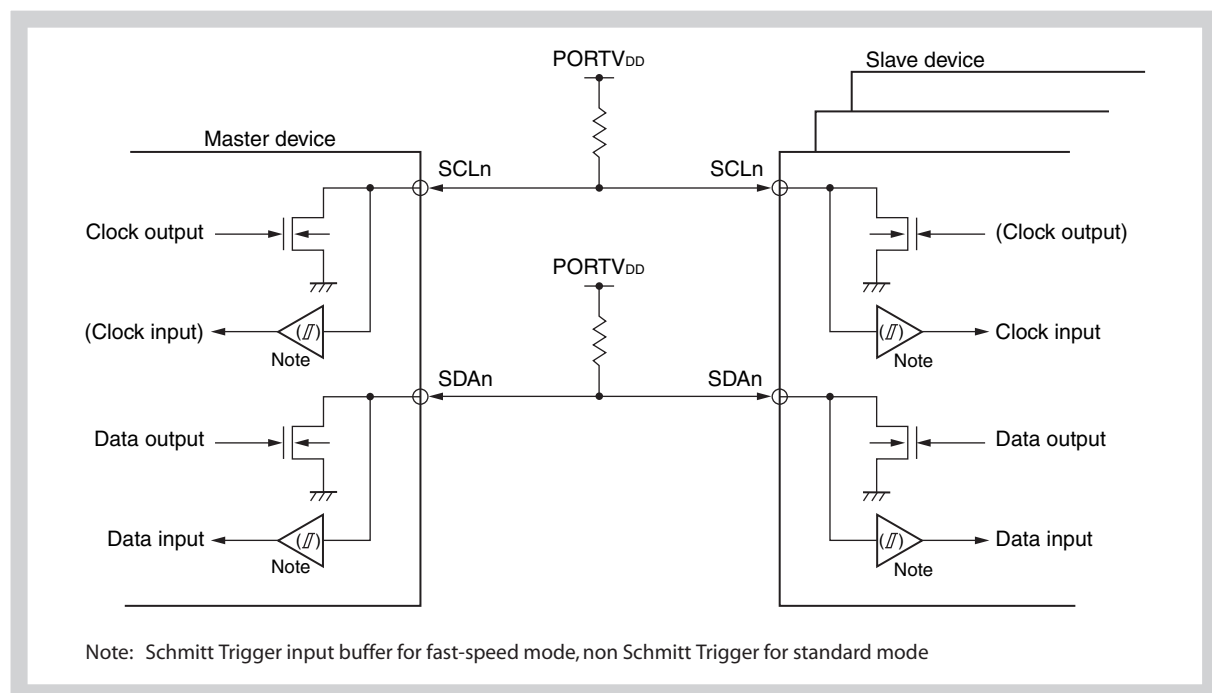 PORTVDD
Slave device
Master device
SCLn
SCLn
Clock output
(Clock output)
PORTVDD
(Clock input)
Note
Clock input
Note
SDAn
SDAn
Data output
Data output
Data input
Note
Data input
Note
Note: Schmitt Trigger input buffer for fast-speed mode, non Schmitt Trigger for standard mode